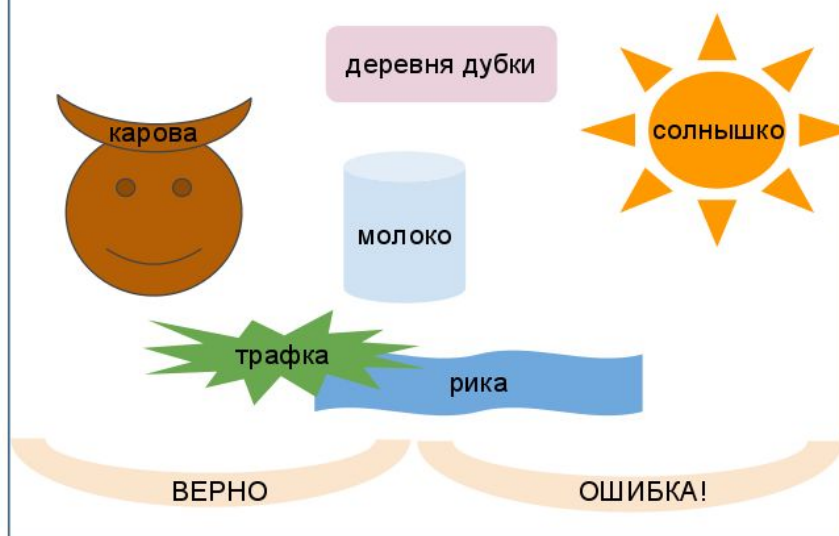 деревня дубки
карова
солнышко
молоко
трафка
рика
ВЕРНО
ОШИБКА!